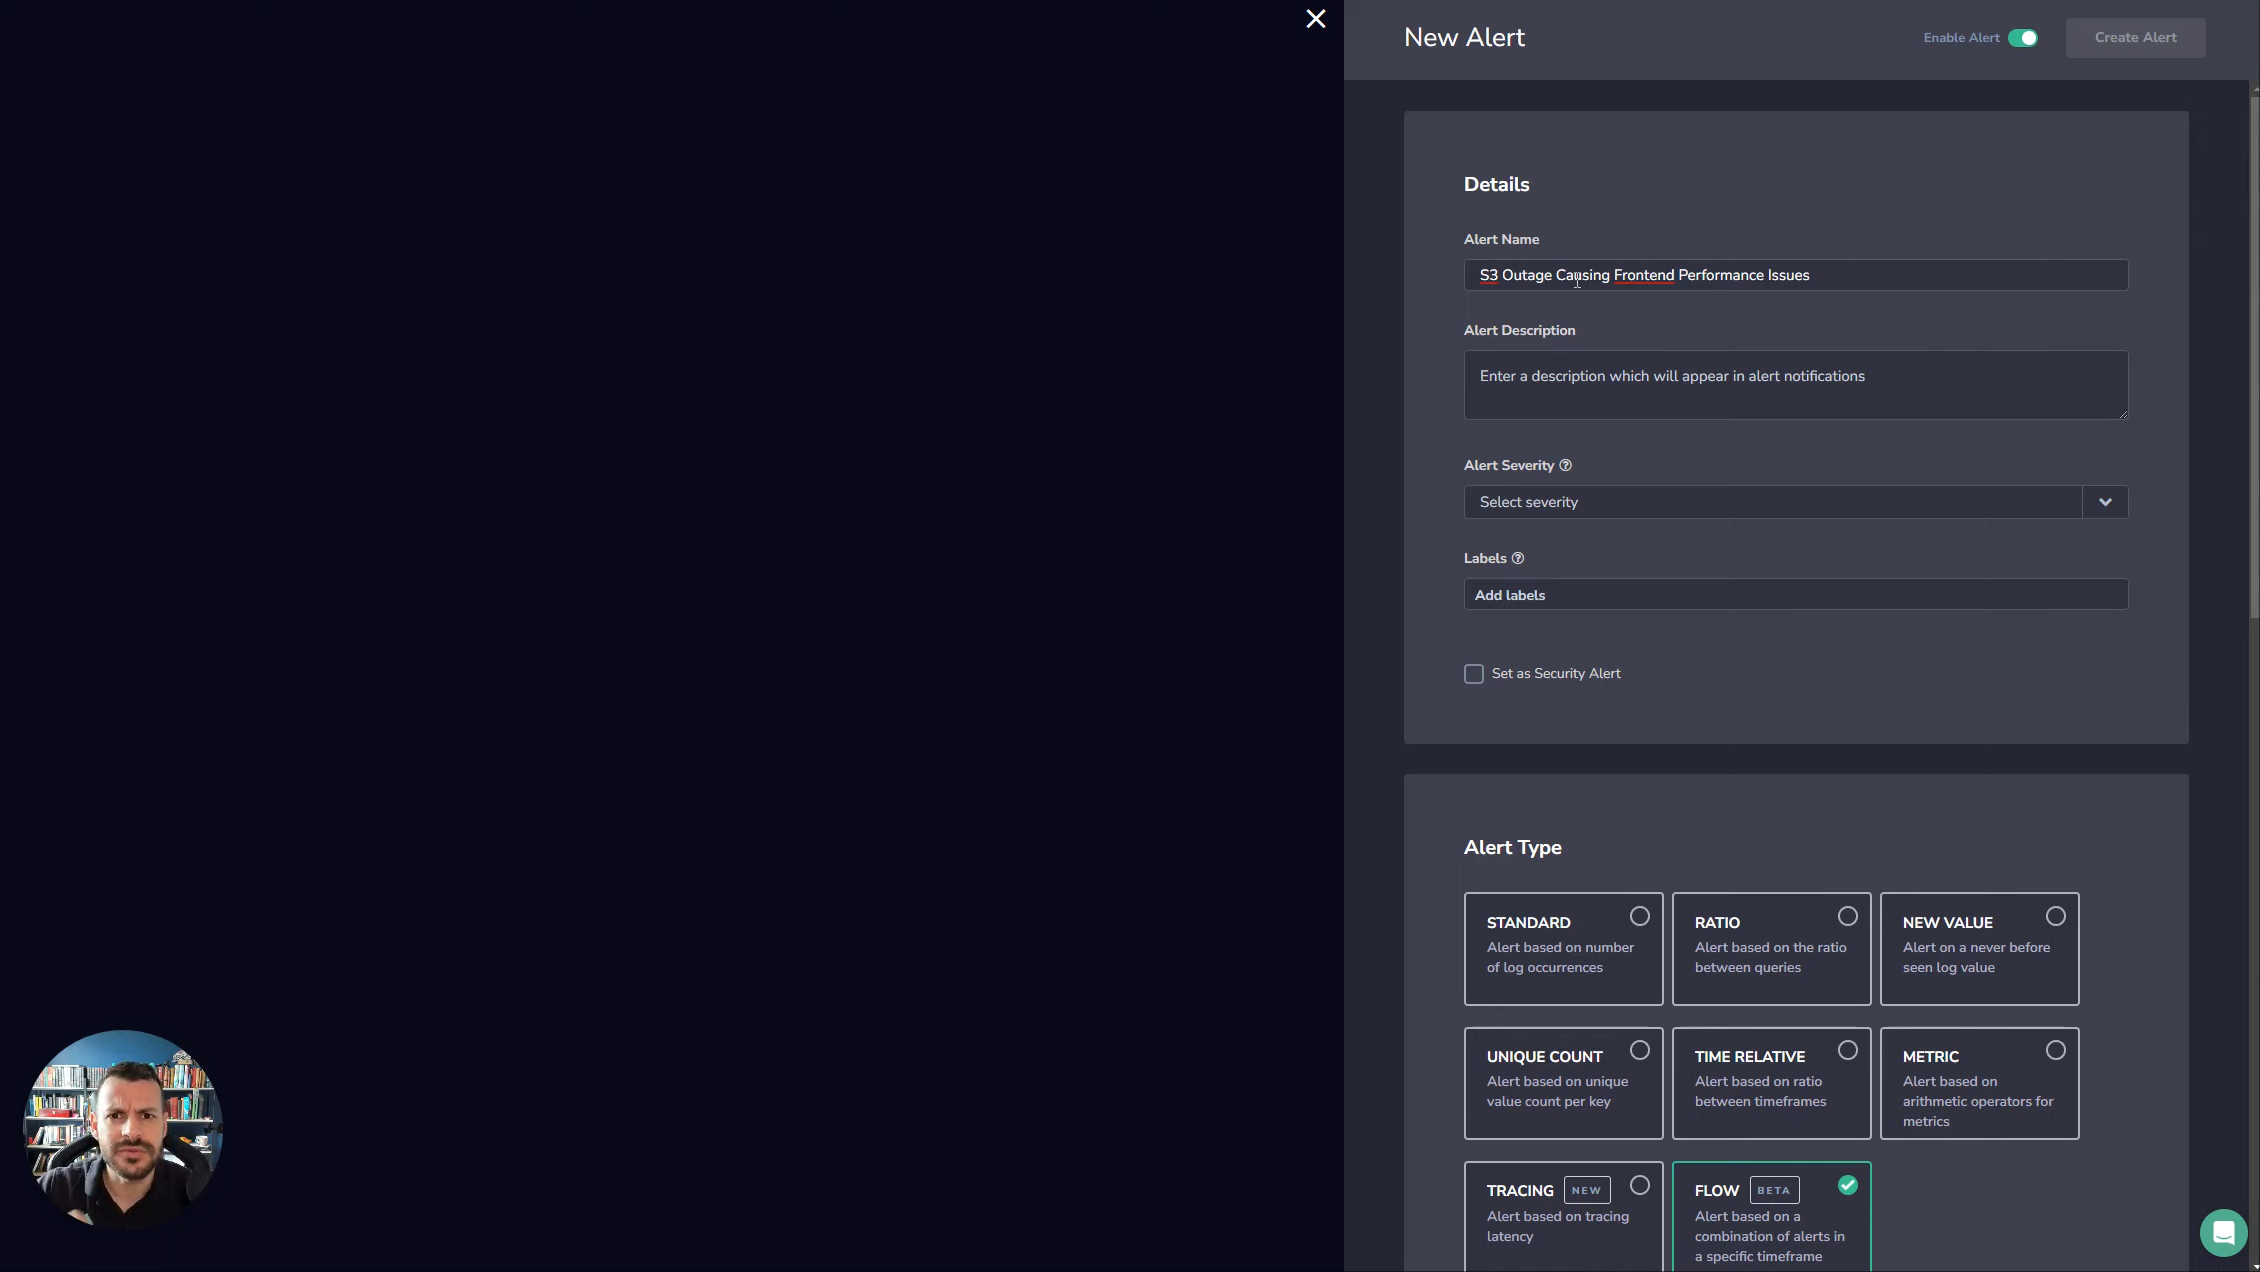 New Alert
Enable Alert
Create Alert
Details
Alert Name
S3 Outage Causing Frontend Performance Issues
Alert Description
Enter a description which will appear in alert notifications
Alert Severity
Select severity
Labels
Add labels
Set as Security Alert
Alert Type
STANDARD
Alert based on number
of log occurrences
RATIO
Alert based on the ratio
between queries
NEW VALUE
Alert on a never before
seen log value
UNIQUE COUNT
Alert based on unique
value count per key
TIME RELATIVE
Alert based on ratio
between timeframes
METRIC
Alert based on
arithmetic operators for
metrics
TRACING NEW
Alert based on tracing
latency
FLOW BETA
Alert based on a
combination of alerts in
a specific timeframe